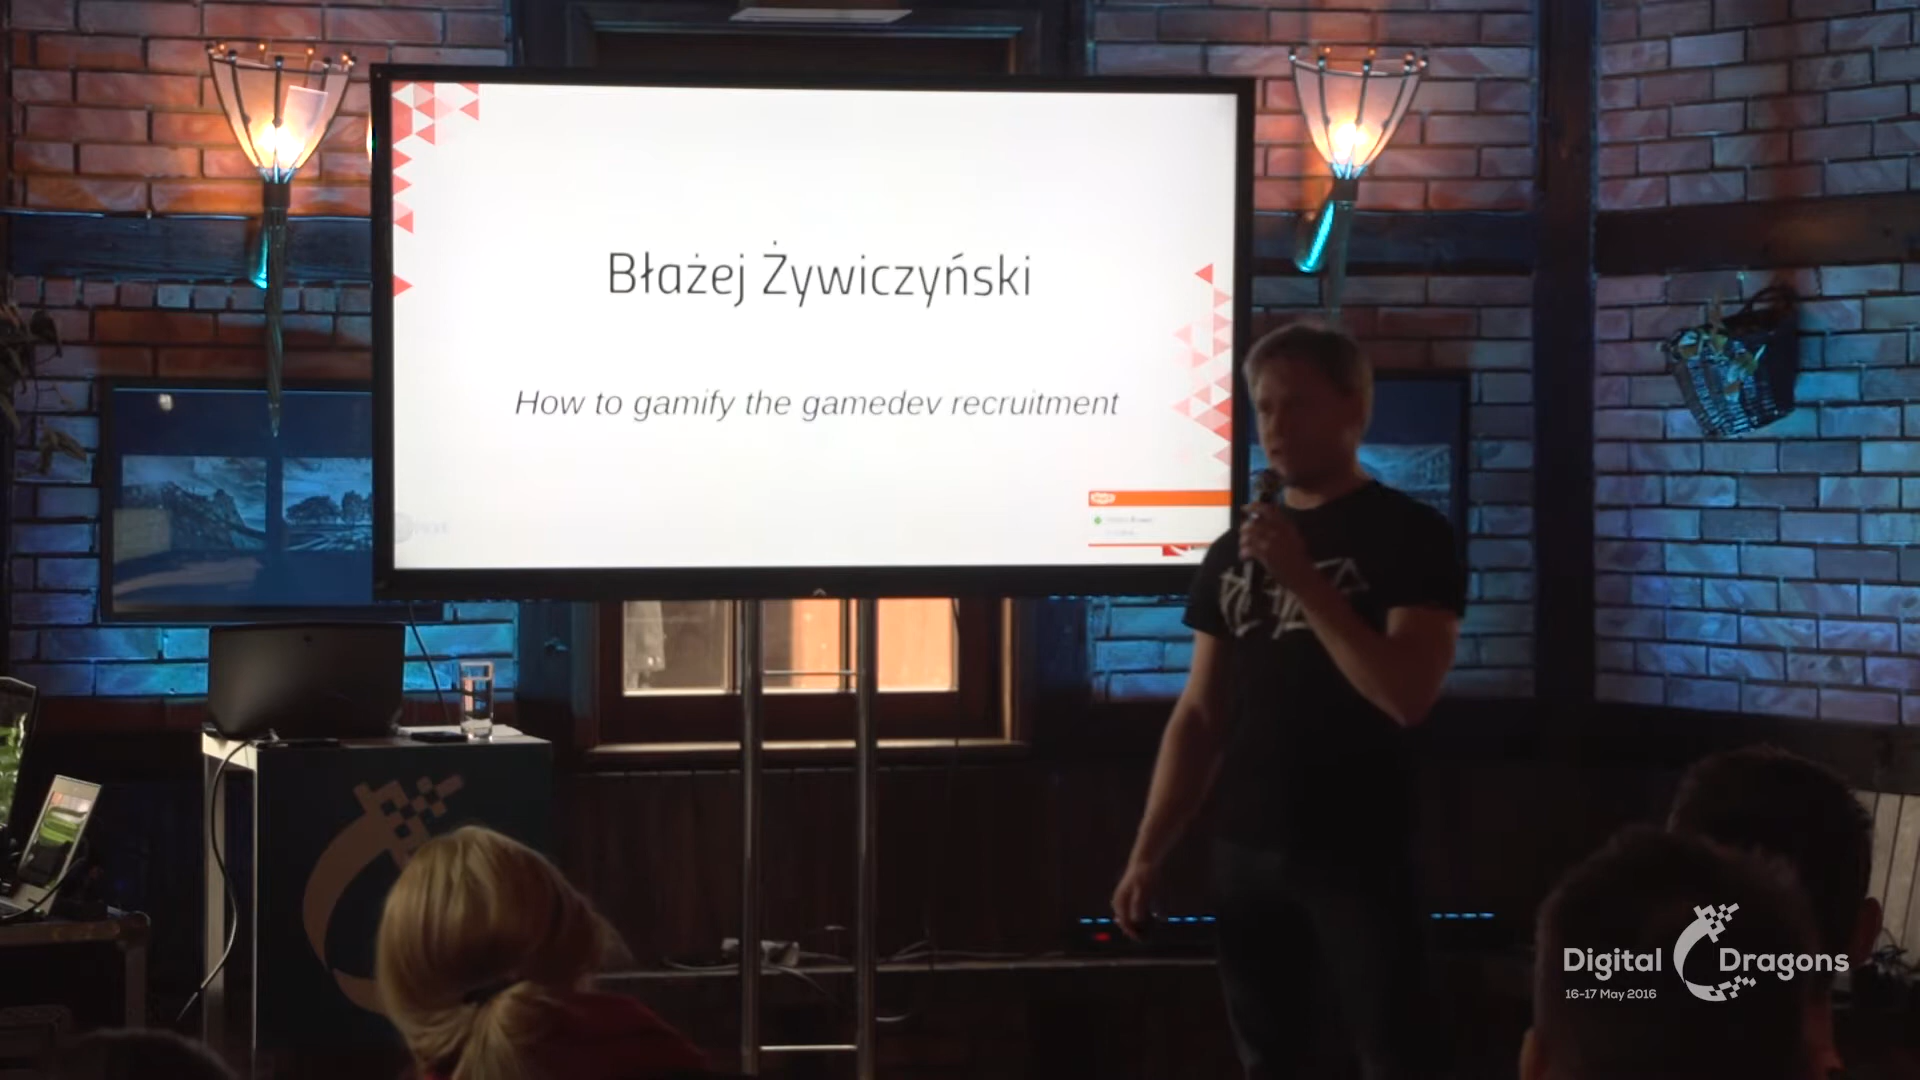 Błażej Żywiczyński
How to gamify the gamedev recruitment
Digital Dragons
16-17 May 2016